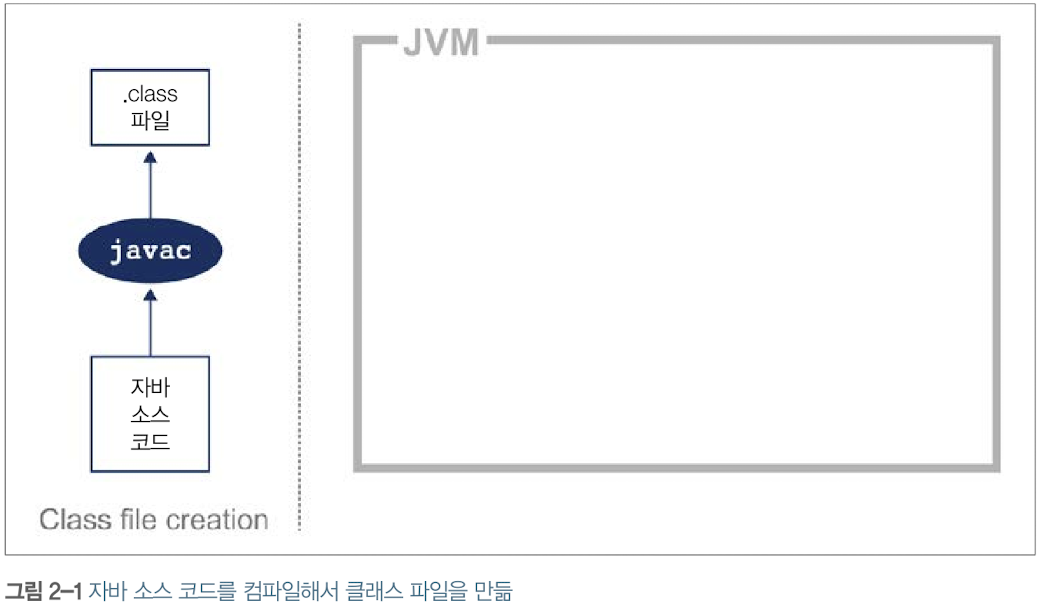 JVM
.class
파일
javac
자바
소스
코드
Class file creation
그림 2-1 자바 소스 코드를 컴파일해서 클래스 파일을 만듦